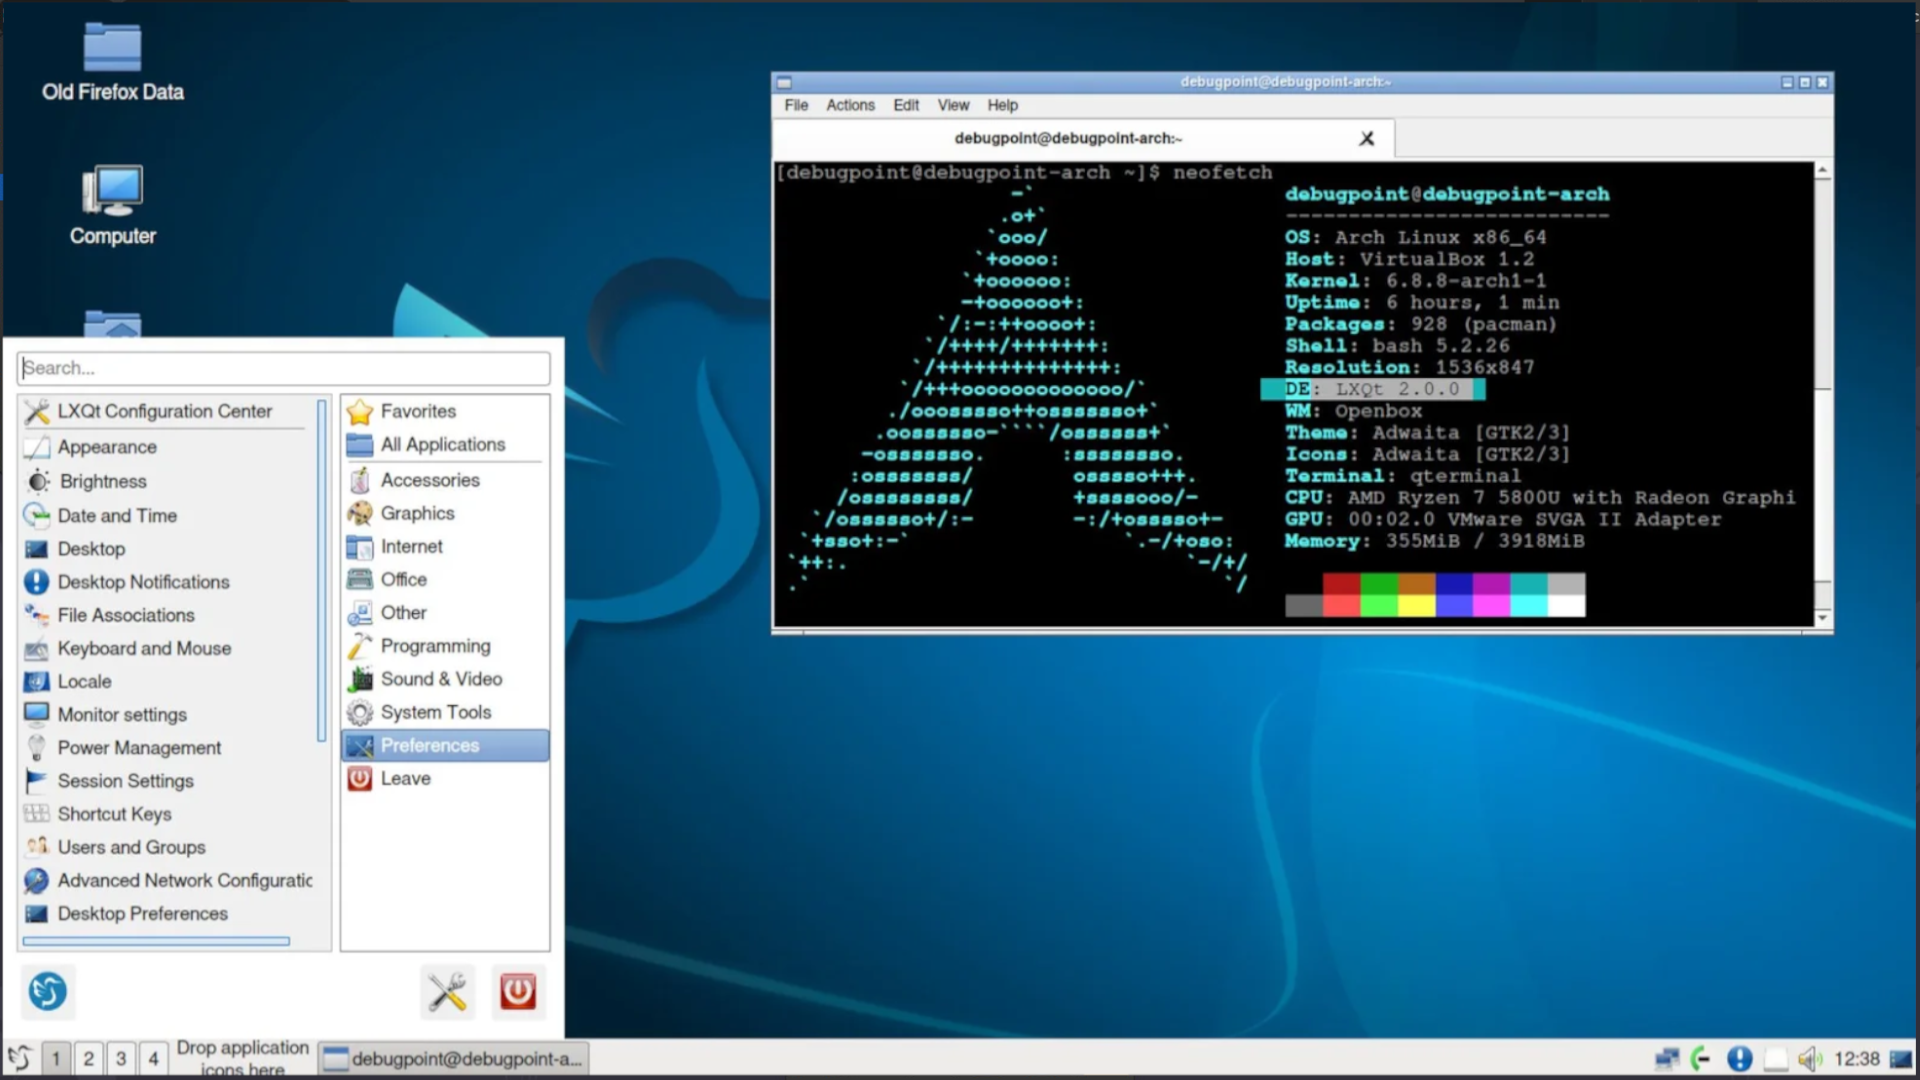 Old Firefox Data
Computer
Search...
LXQt Configuration Center
Appearance
Brightness
Date and Time
Desktop
Desktop Notifications
File Associations
Keyboard and Mouse
Locale
Monitor settings
Power Management
Session Settings
Shortcut Keys
Users and Groups
Advanced Network Configuratic
Desktop Preferences
Favorites
All Applications
Accessories
Graphics
Internet
Office
Other
Programming
Sound & Video
System Tools
Preferences
Leave
debugpoint@debugpoint-arch:~
File Actions Edit View Help
debugpoint@debugpoint-arch:~
[debugpoint@debugpoint-arch ~]$ neofetch
debugpoint@debugpoint-arch
--------------------------
OS: Arch Linux x86_64
Host: VirtualBox 1.2
Kernel: 6.8.8-arch1-1
Uptime: 6 hours, 1 min
Packages: 928 (pacman)
Shell: bash 5.2.26
Resolution: 1536x847
DE: LXQt 2.0.0
WM: Openbox
Theme: Adwaita [GTK2/3]
Icons: Adwaita [GTK2/3]
Terminal: qterminal
CPU: AMD Ryzen 7 5800U with Radeon Graphi
GPU: 00:02.0 VMware SVGA II Adapter
Memory: 355MiB / 3918MiB
1 2 3 4
Drop application
icons here
debugpoint@debugpoint-a...
12:38